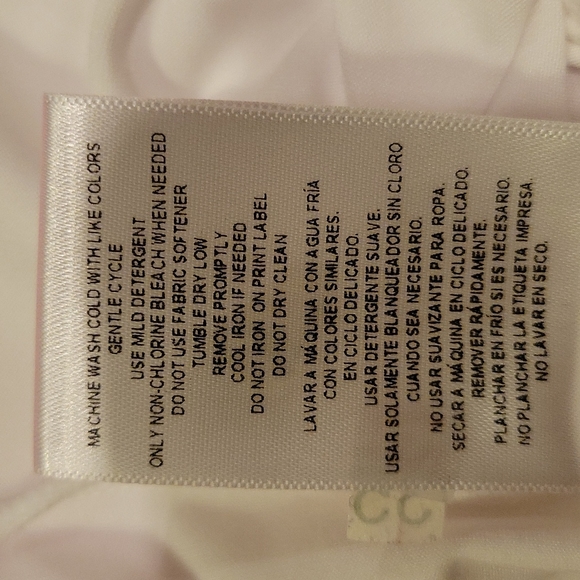 MACHINE WASH COLD WITH LIKE COLORS
GENTLE CYCLE
USE MILD DETERGENT
ONLY NON-CHLORINE BLEACH WHEN NEEDED
DO NOT USE FABRIC SOFTENER
TUMBLE DRY LOW
REMOVE PROMPTLY
COOL IRON IF NEEDED
DO NOT IRON ON PRINT LABEL
DO NOT DRY CLEAN
LAVAR A MÁQUINA CON AGUA FRÍA
CON COLORES SIMILARES.
EN CICLO DELICADO.
USAR DETERGENTE SUAVE.
USAR SOLAMENTE BLANQUEADOR SIN CLORO
CUANDO SEA NECESARIO.
NO USAR SUAVIZANTE PARA ROPA.
SECAR A MÁQUINA EN CICLO DELICADO.
REMOVER RÁPIDAMENTE.
PLANCHAR EN FRÍO SI ES NECESARIO.
NO PLANCHAR LA ETIQUETA IMPRESA.
NO LAVAR EN SECO.